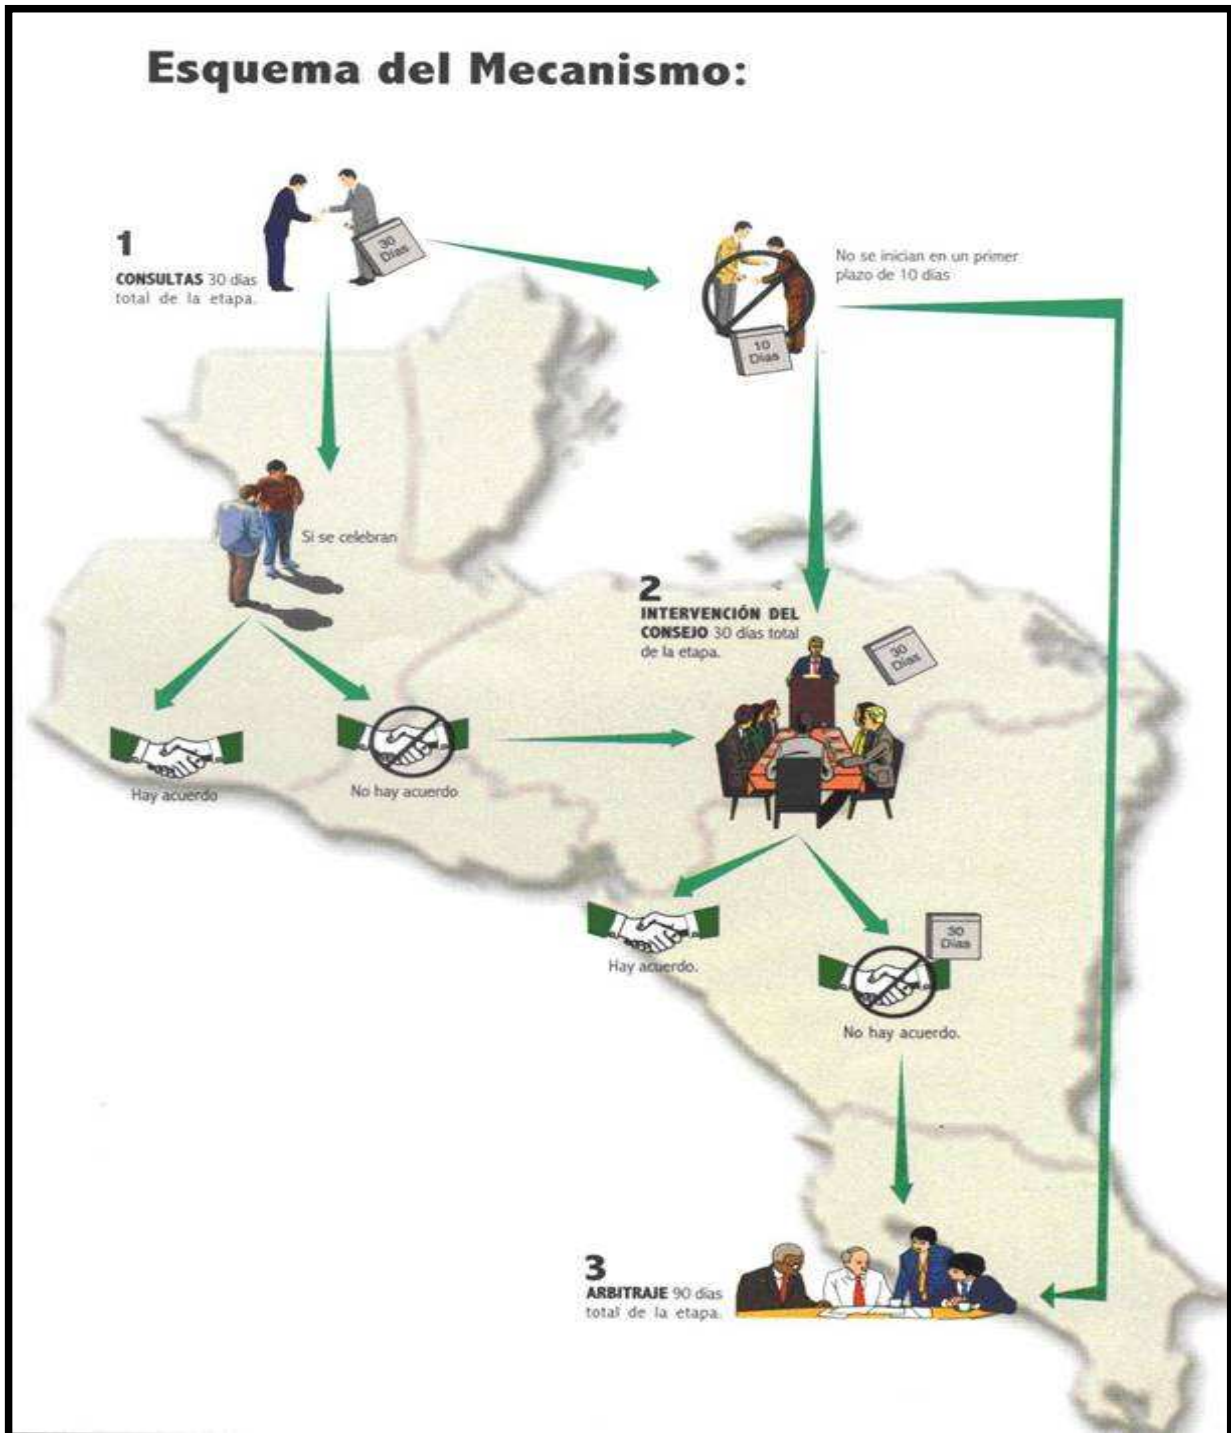 Esquema del Mecanismo:
1
CONSULTAS 30 días
total de la etapa.
30
Días
No se inician en un primer
plazo de 10 días
10
Días
Si se celebran
2
INTERVENCIÓN DEL
CONSEJO 30 días total
de la etapa.
30
Días
Hay acuerdo
No hay acuerdo
Hay acuerdo.
30
Días
No hay acuerdo.
3
ARBITRAJE 90 días
total de la etapa.